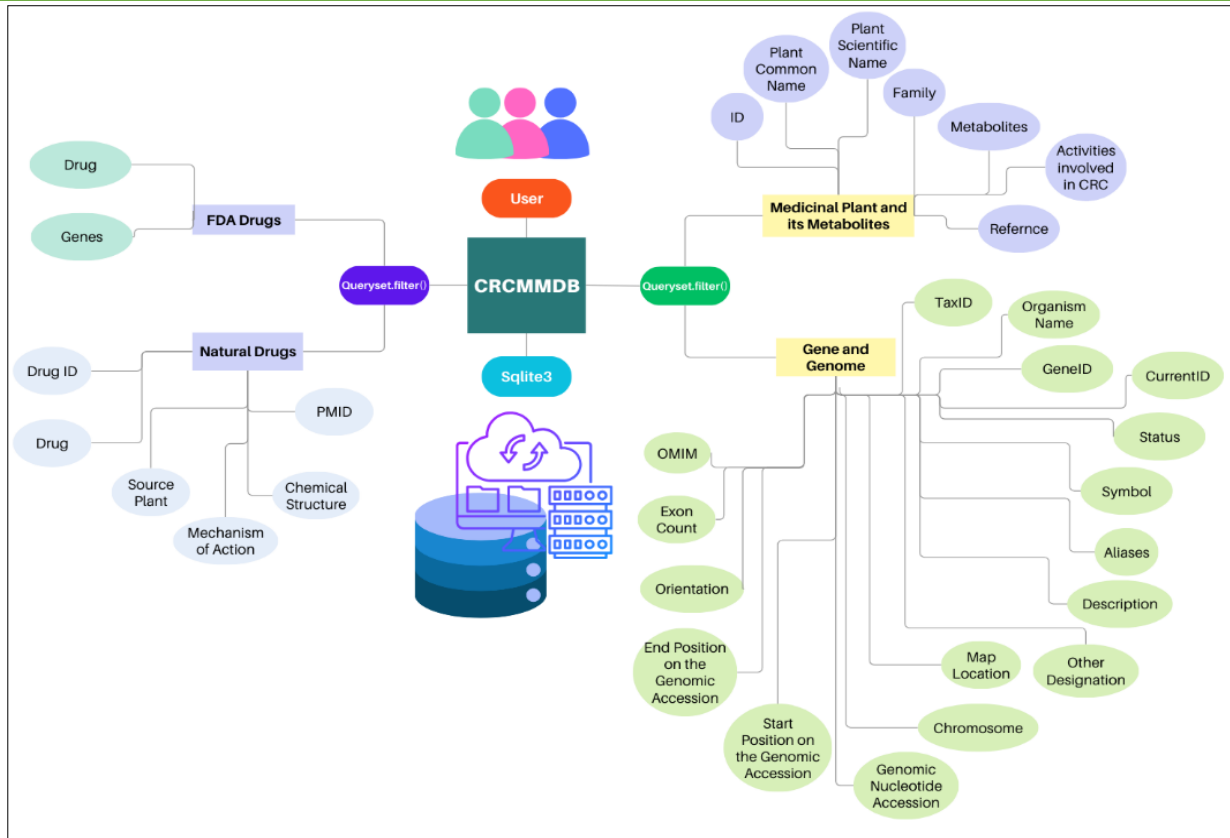 Plant
Scientific
Name
Plant
Common
Name
Family
ID
Metabolites
Activities
involved
in CRC
Medicinal Plant and
its Metabolites
Refernce
User
Drug
FDA Drugs
Genes
Queryset.filter()
CRCMMDB
Queryset.filter()
Sqlite3
Natural Drugs
Drug ID
Drug
PMID
Source
Plant
Chemical
Structure
Mechanism
of Action
Gene and
Genome
TaxID
Organism
Name
GeneID
CurrentID
Status
Symbol
Aliases
Description
Other
Designation
Map
Location
Chromosome
Genomic
Nucleotide
Accession
Start
Position on
the Genomic
Accession
End Position
on the
Genomic
Accession
Orientation
Exon
Count
OMIM